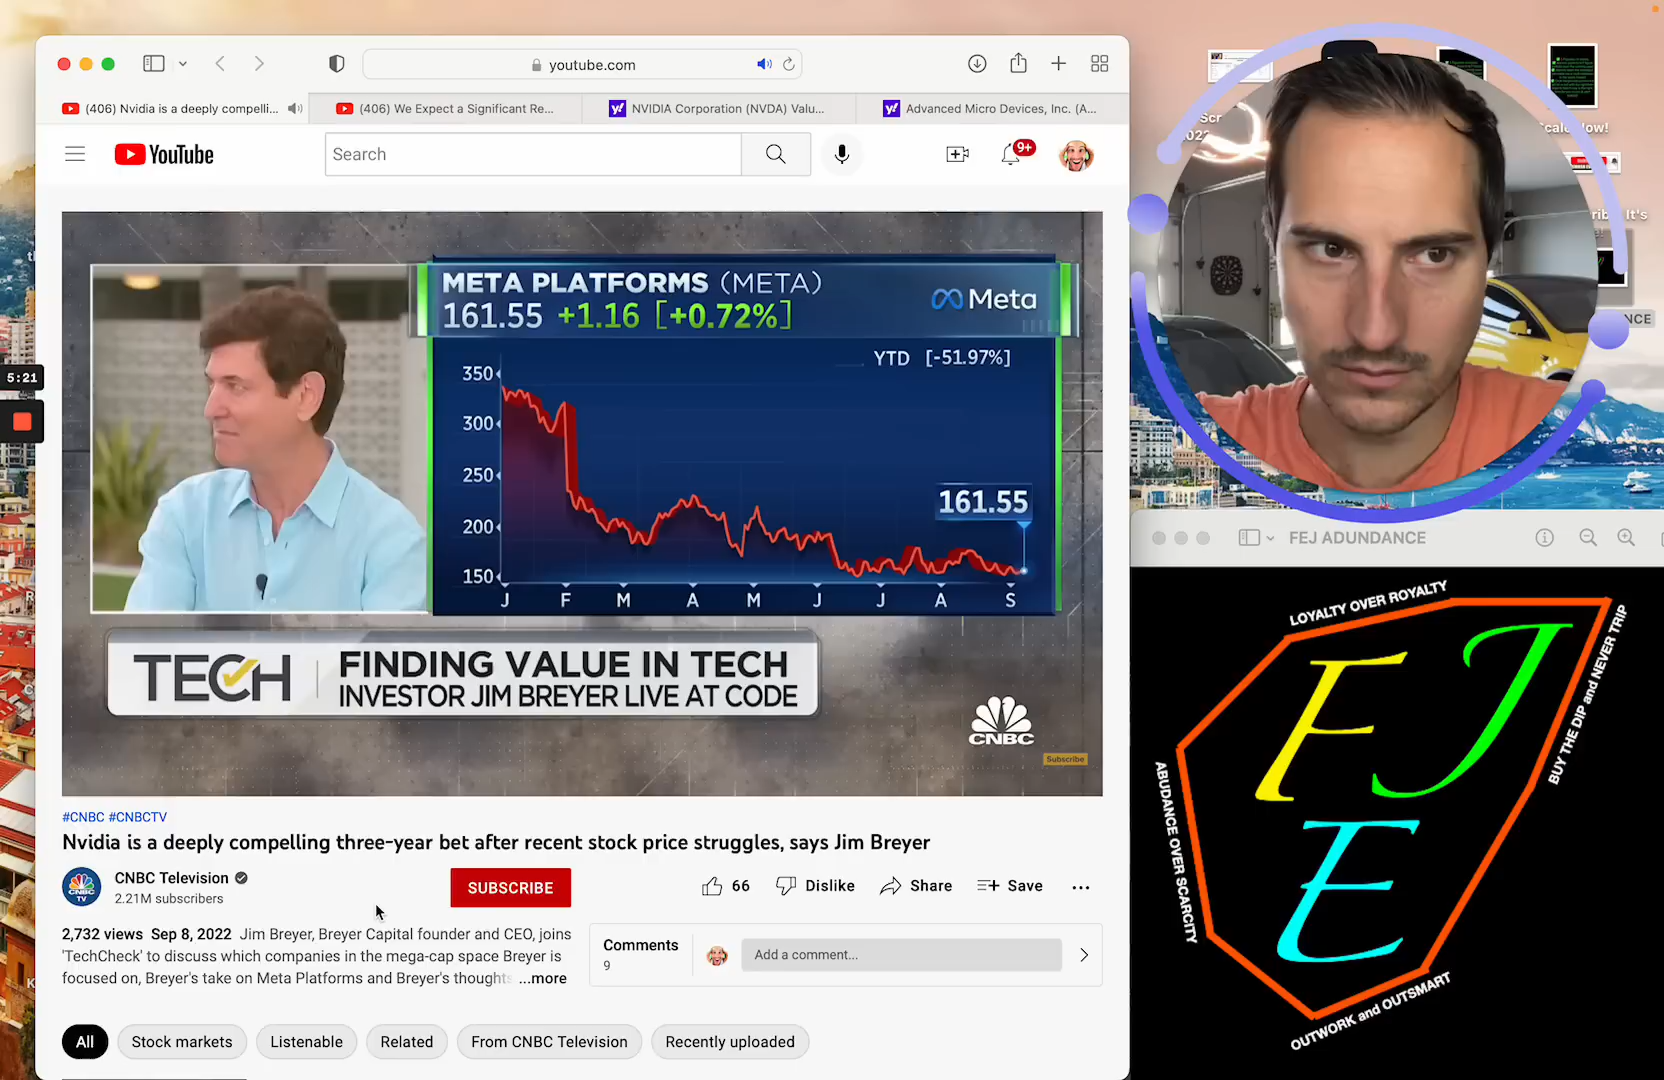 youtube.com
(406) Nvidia is a deeply compelli...
(406) We Expect a Significant Re...
NVIDIA Corporation (NVDA) Valu...
Advanced Micro Devices, Inc. (A...
YouTube
Search
9+
META PLATFORMS (META)
161.55 +1.16 [+0.72%]
Meta
YTD [-51.97%]
350
300
250
200
150
161.55
J F M A M J J A S
5:21
TECH
FINDING VALUE IN TECH
INVESTOR JIM BREYER LIVE AT CODE
CNBC
Subscribe
#CNBC #CNBCTV
Nvidia is a deeply compelling three-year bet after recent stock price struggles, says Jim Breyer
CNBC Television
2.21M subscribers
SUBSCRIBE
66
Dislike
Share
Save
2,732 views Sep 8, 2022 Jim Breyer, Breyer Capital founder and CEO, joins
'TechCheck' to discuss which companies in the mega-cap space Breyer is
focused on, Breyer's take on Meta Platforms and Breyer's thoughts ...more
Comments
9
Add a comment...
All
Stock markets
Listenable
Related
From CNBC Television
Recently uploaded
FEJ ADUNDANCE
LOYALTY OVER ROYALTY
BUY THE DIP and NEVER TRIP
ABUDANCE OVER SCARCITY
OUTWORK and OUTSMART
F J
E